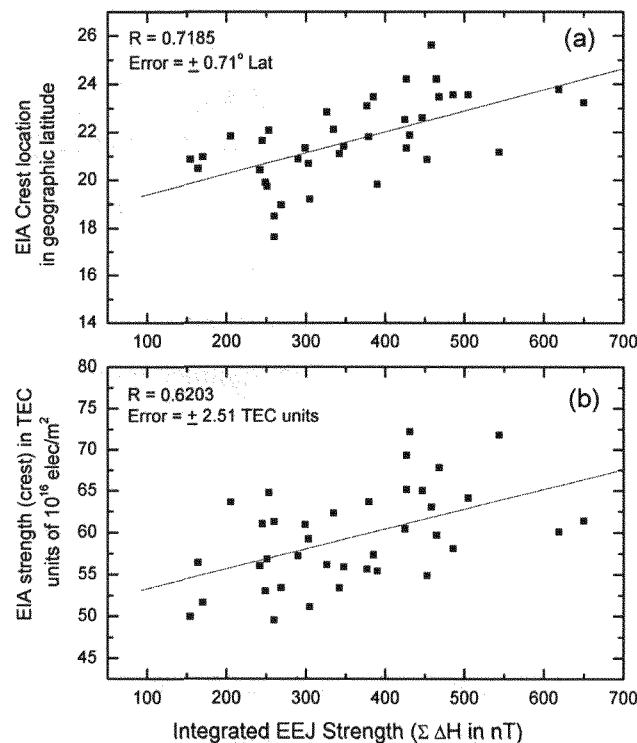 R = 0.7185
(a)
Error = ± 0.71° Lat
EIA Crest location
in geographic latitude
26
24
22
20
18
16
14
100 200 300 400 500 600 700
R = 0.6203
(b)
Error = ± 2.51 TEC units
EIA strength (crest) in TEC
units of 10¹⁶ elec/m²
80
75
70
65
60
55
50
45
100 200 300 400 500 600 700
Integrated EEJ Strength (Σ ΔH in nT)